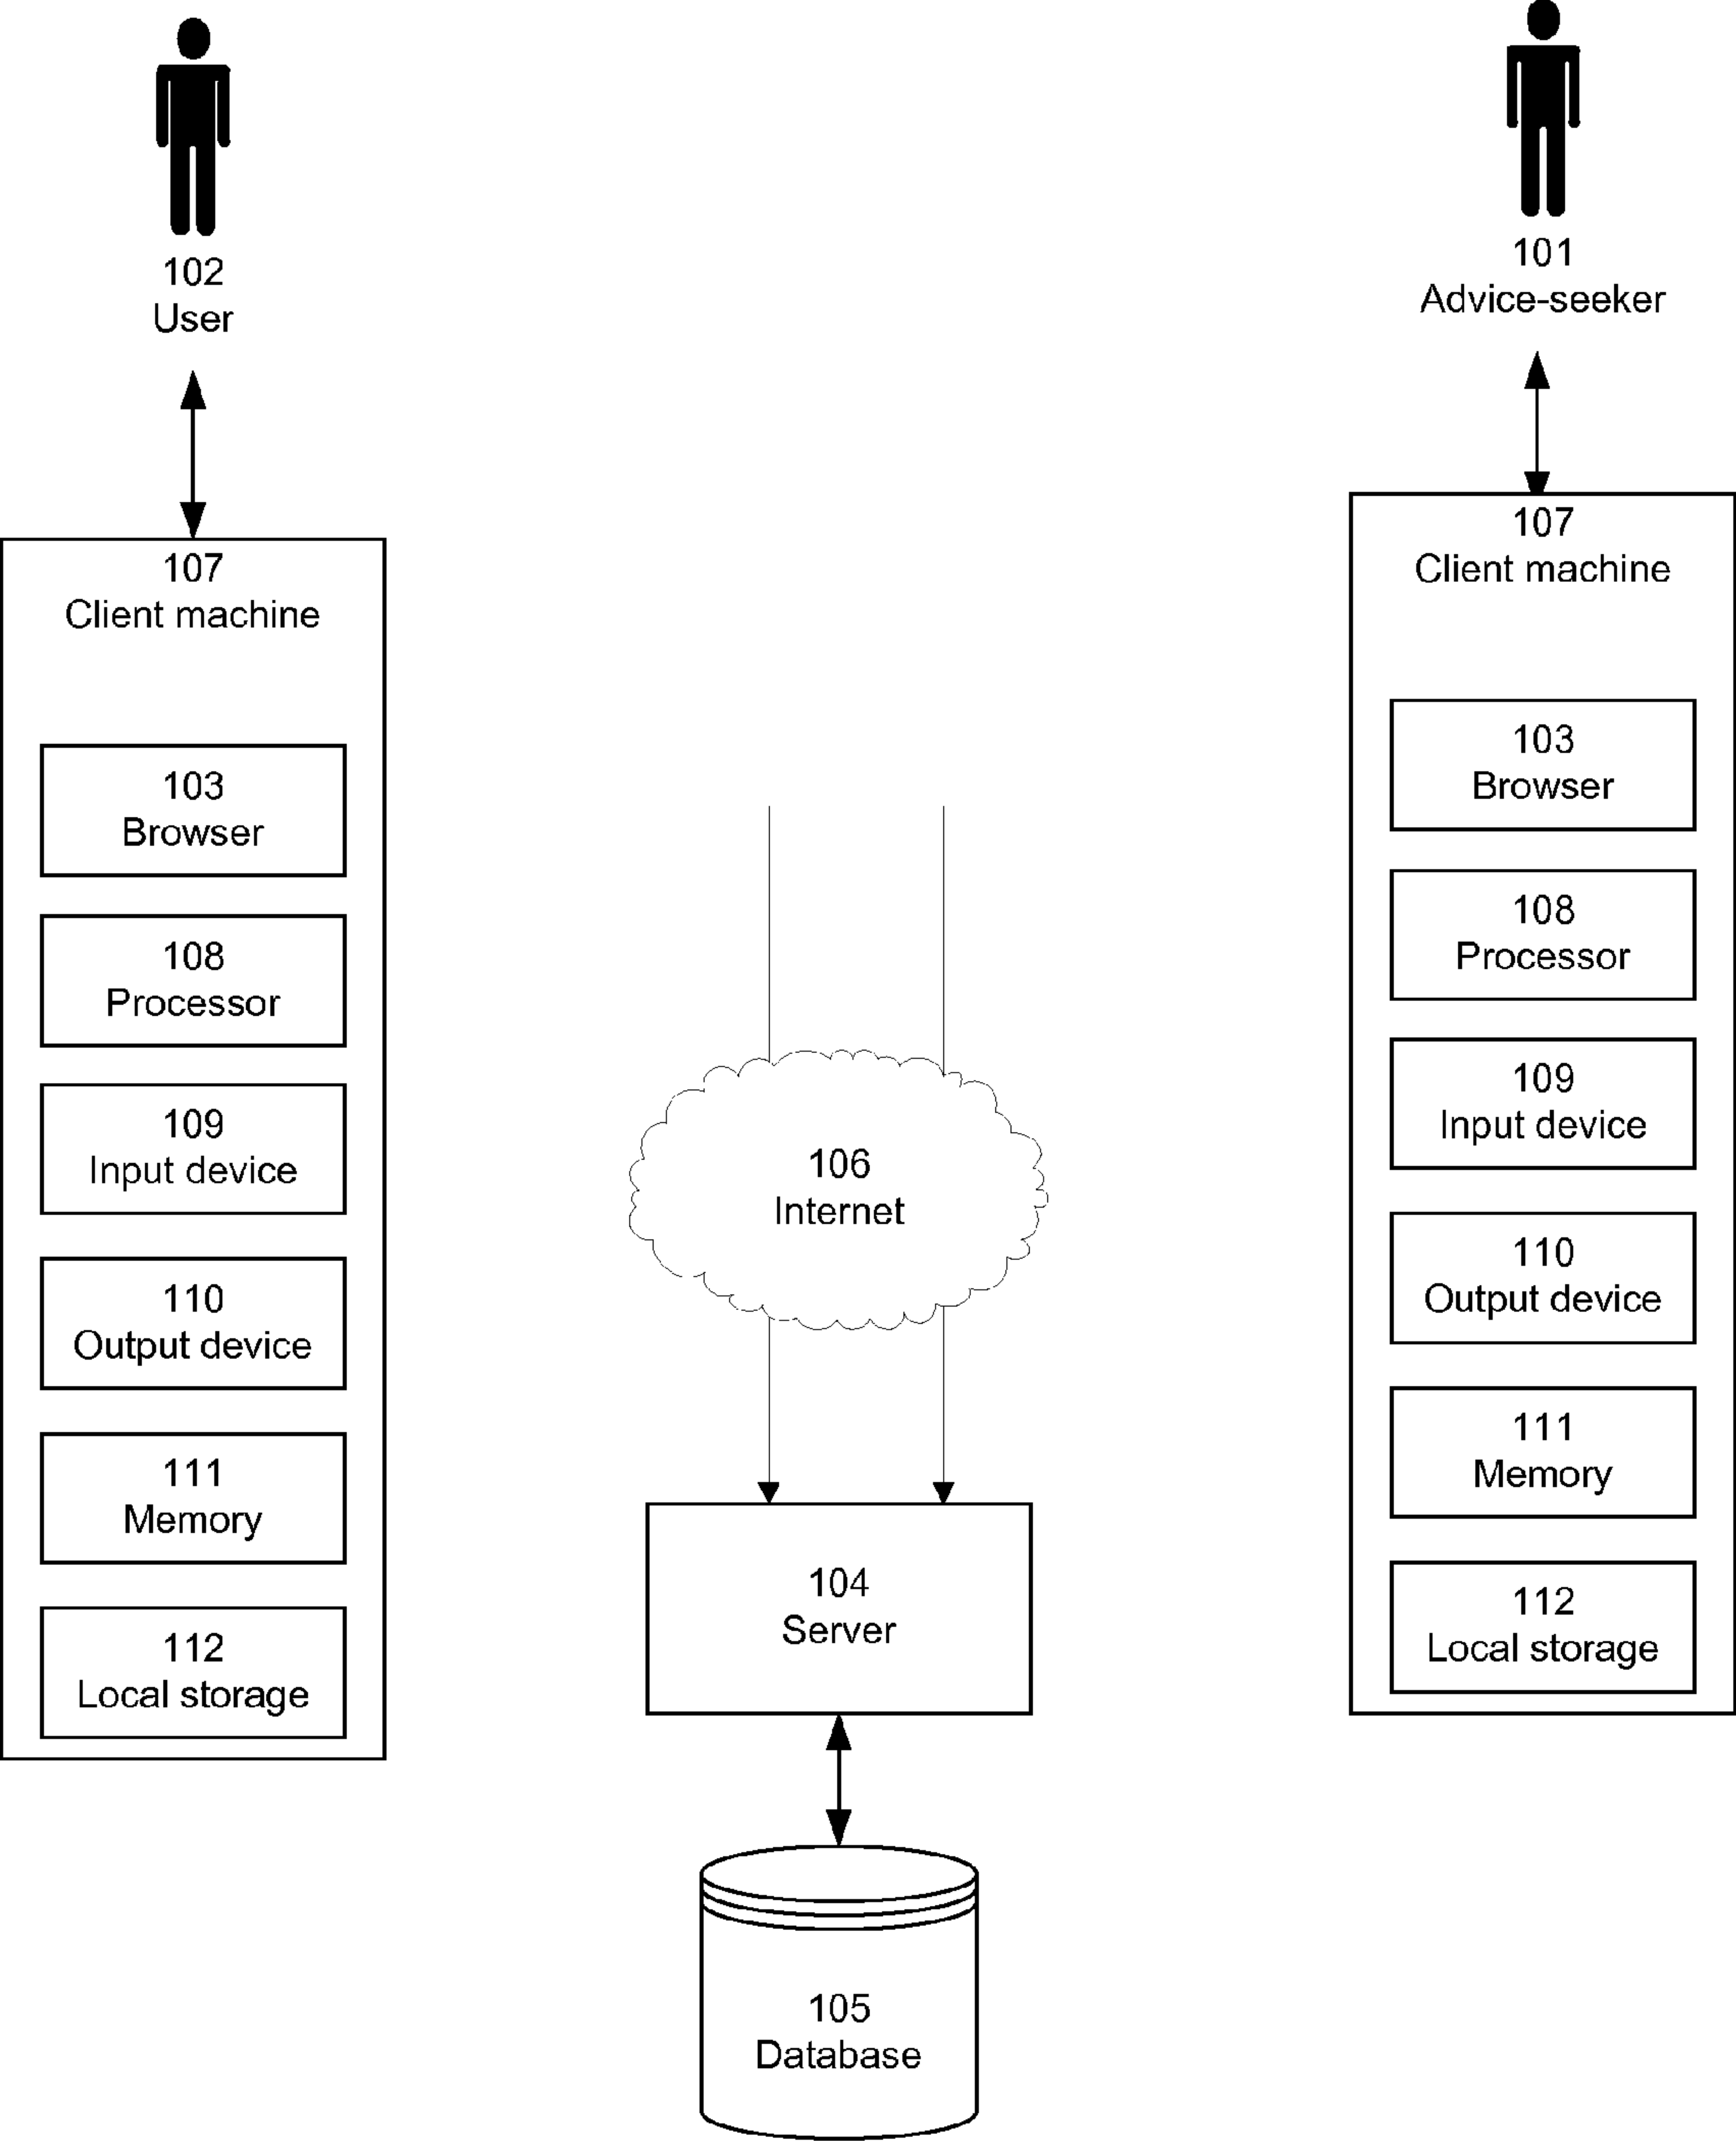 102
User
107
Client machine
103
Browser
108
Processor
109
Input device
110
Output device
111
Memory
112
Local storage
106
Internet
104
Server
105
Database
101
Advice-seeker
107
Client machine
103
Browser
108
Processor
109
Input device
110
Output device
111
Memory
112
Local storage